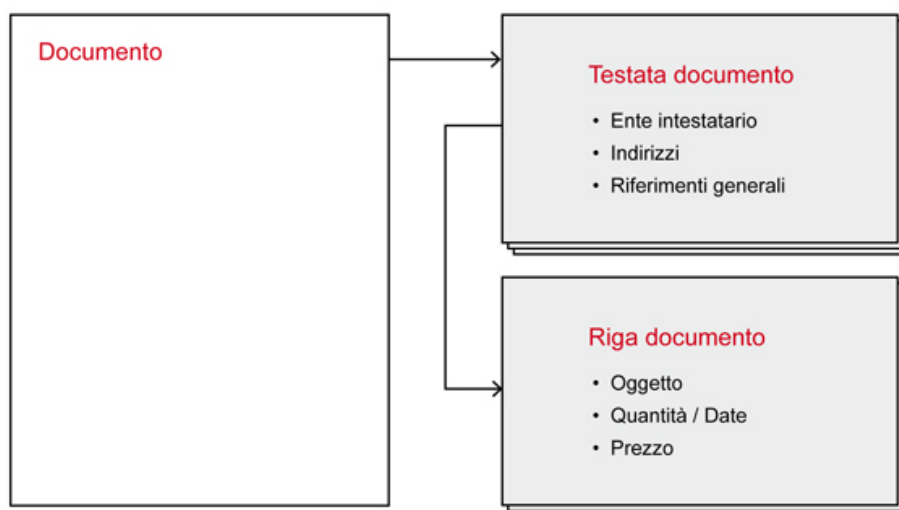 Documento
Testata documento
• Ente intestatario
• Indirizzi
• Riferimenti generali
Riga documento
• Oggetto
• Quantità / Date
• Prezzo